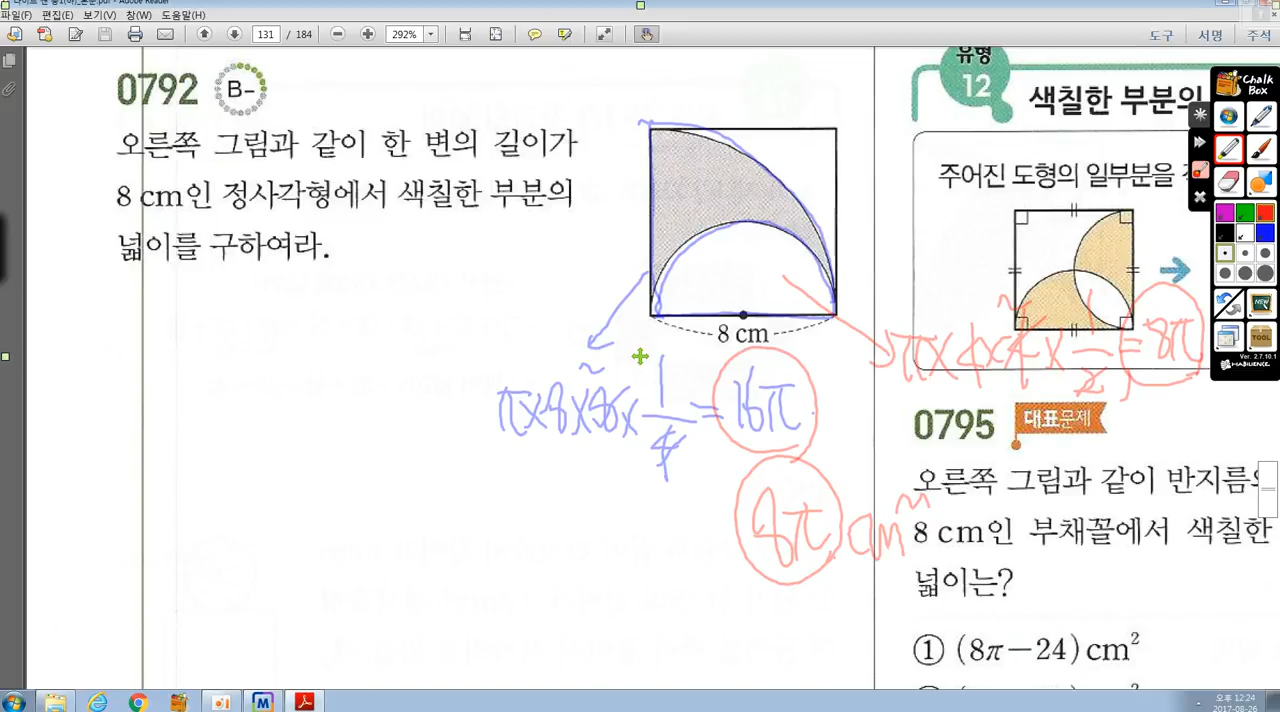 파일(F) 편집(E) 보기(V) 창(W) 도움말(H)
131 / 184 292% 도구 서명 주석
Chalk Box
Ver. 2.7.10.1
HABILIENCE
TOOL
0792 B-
오른쪽 그림과 같이 한 변의 길이가
8 cm인 정사각형에서 색칠한 부분의
넓이를 구하여라.
8 cm
=16π
8π cm²
=8π
유형
12 색칠한 부분의
주어진 도형의 일부분을
0795 대표문제
오른쪽 그림과 같이 반지름의
8 cm인 부채꼴에서 색칠한
넓이는?
① (8π-24) cm²
오후 12:24
2017-08-26